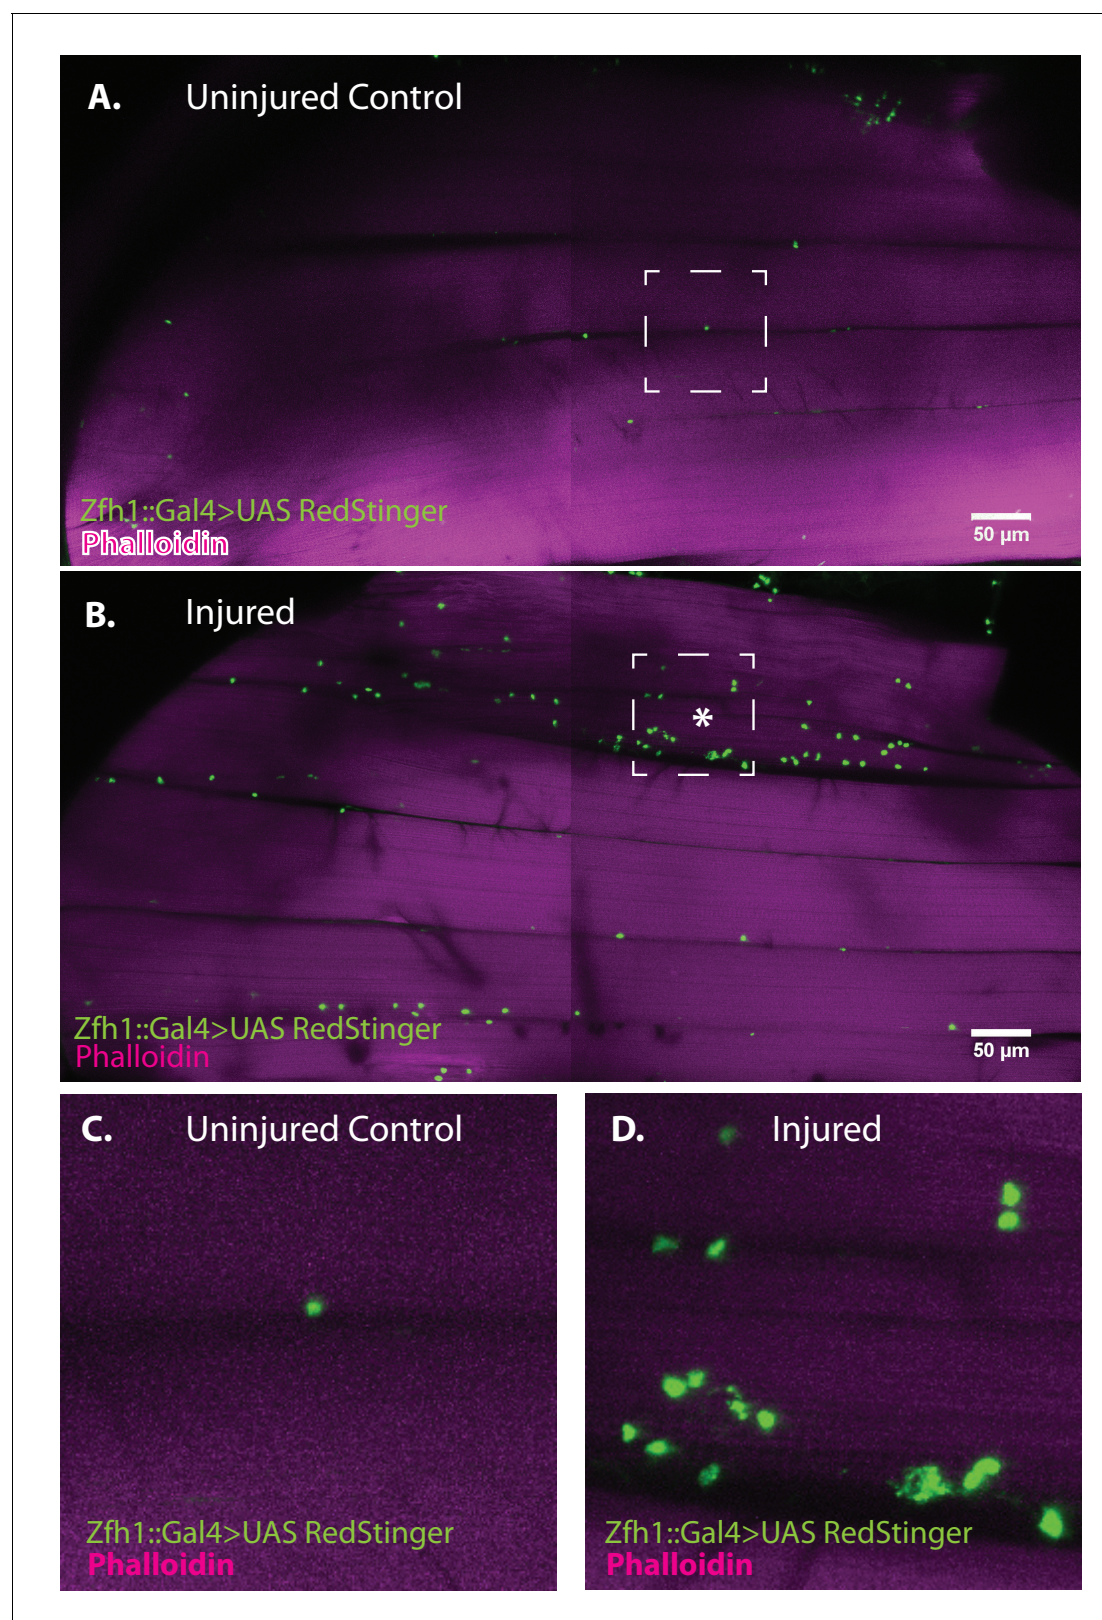 A. Uninjured Control
Zfh1::Gal4>UAS RedStinger
Phalloidin
50 µm
B. Injured
*
Zfh1::Gal4>UAS RedStinger
Phalloidin
50 µm
C. Uninjured Control
Zfh1::Gal4>UAS RedStinger
Phalloidin
D. Injured
Zfh1::Gal4>UAS RedStinger
Phalloidin